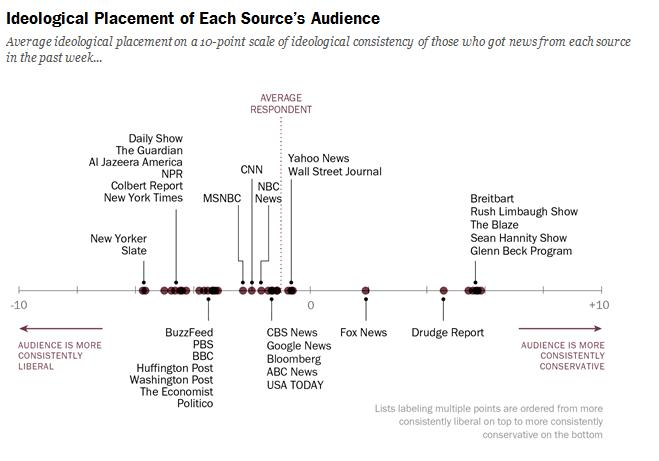 Ideological Placement of Each Source's Audience
Average ideological placement on a 10-point scale of ideological consistency of those who got news from each source
in the past week...
AVERAGE
RESPONDENT
Daily Show
The Guardian
Al Jazeera America
NPR
Colbert Report
New York Times
New Yorker
Slate
MSNBC
CNN
NBC
News
Yahoo News
Wall Street Journal
Breitbart
Rush Limbaugh Show
The Blaze
Sean Hannity Show
Glenn Beck Program
-10
0
+10
AUDIENCE IS MORE
CONSISTENTLY
LIBERAL
BuzzFeed
PBS
BBC
Huffington Post
Washington Post
The Economist
Politico
CBS News
Google News
Bloomberg
ABC News
USA TODAY
Fox News
Drudge Report
AUDIENCE IS MORE
CONSISTENTLY
CONSERVATIVE
Lists labeling multiple points are ordered from more
consistently liberal on top to more consistently
conservative on the bottom